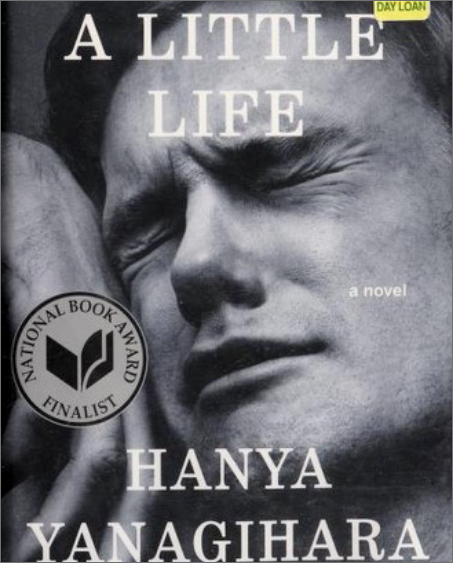 DAY LOAN
A LITTLE
LIFE
a novel
NATIONAL BOOK AWARD
FINALIST
HANYA
YANAGIHARA